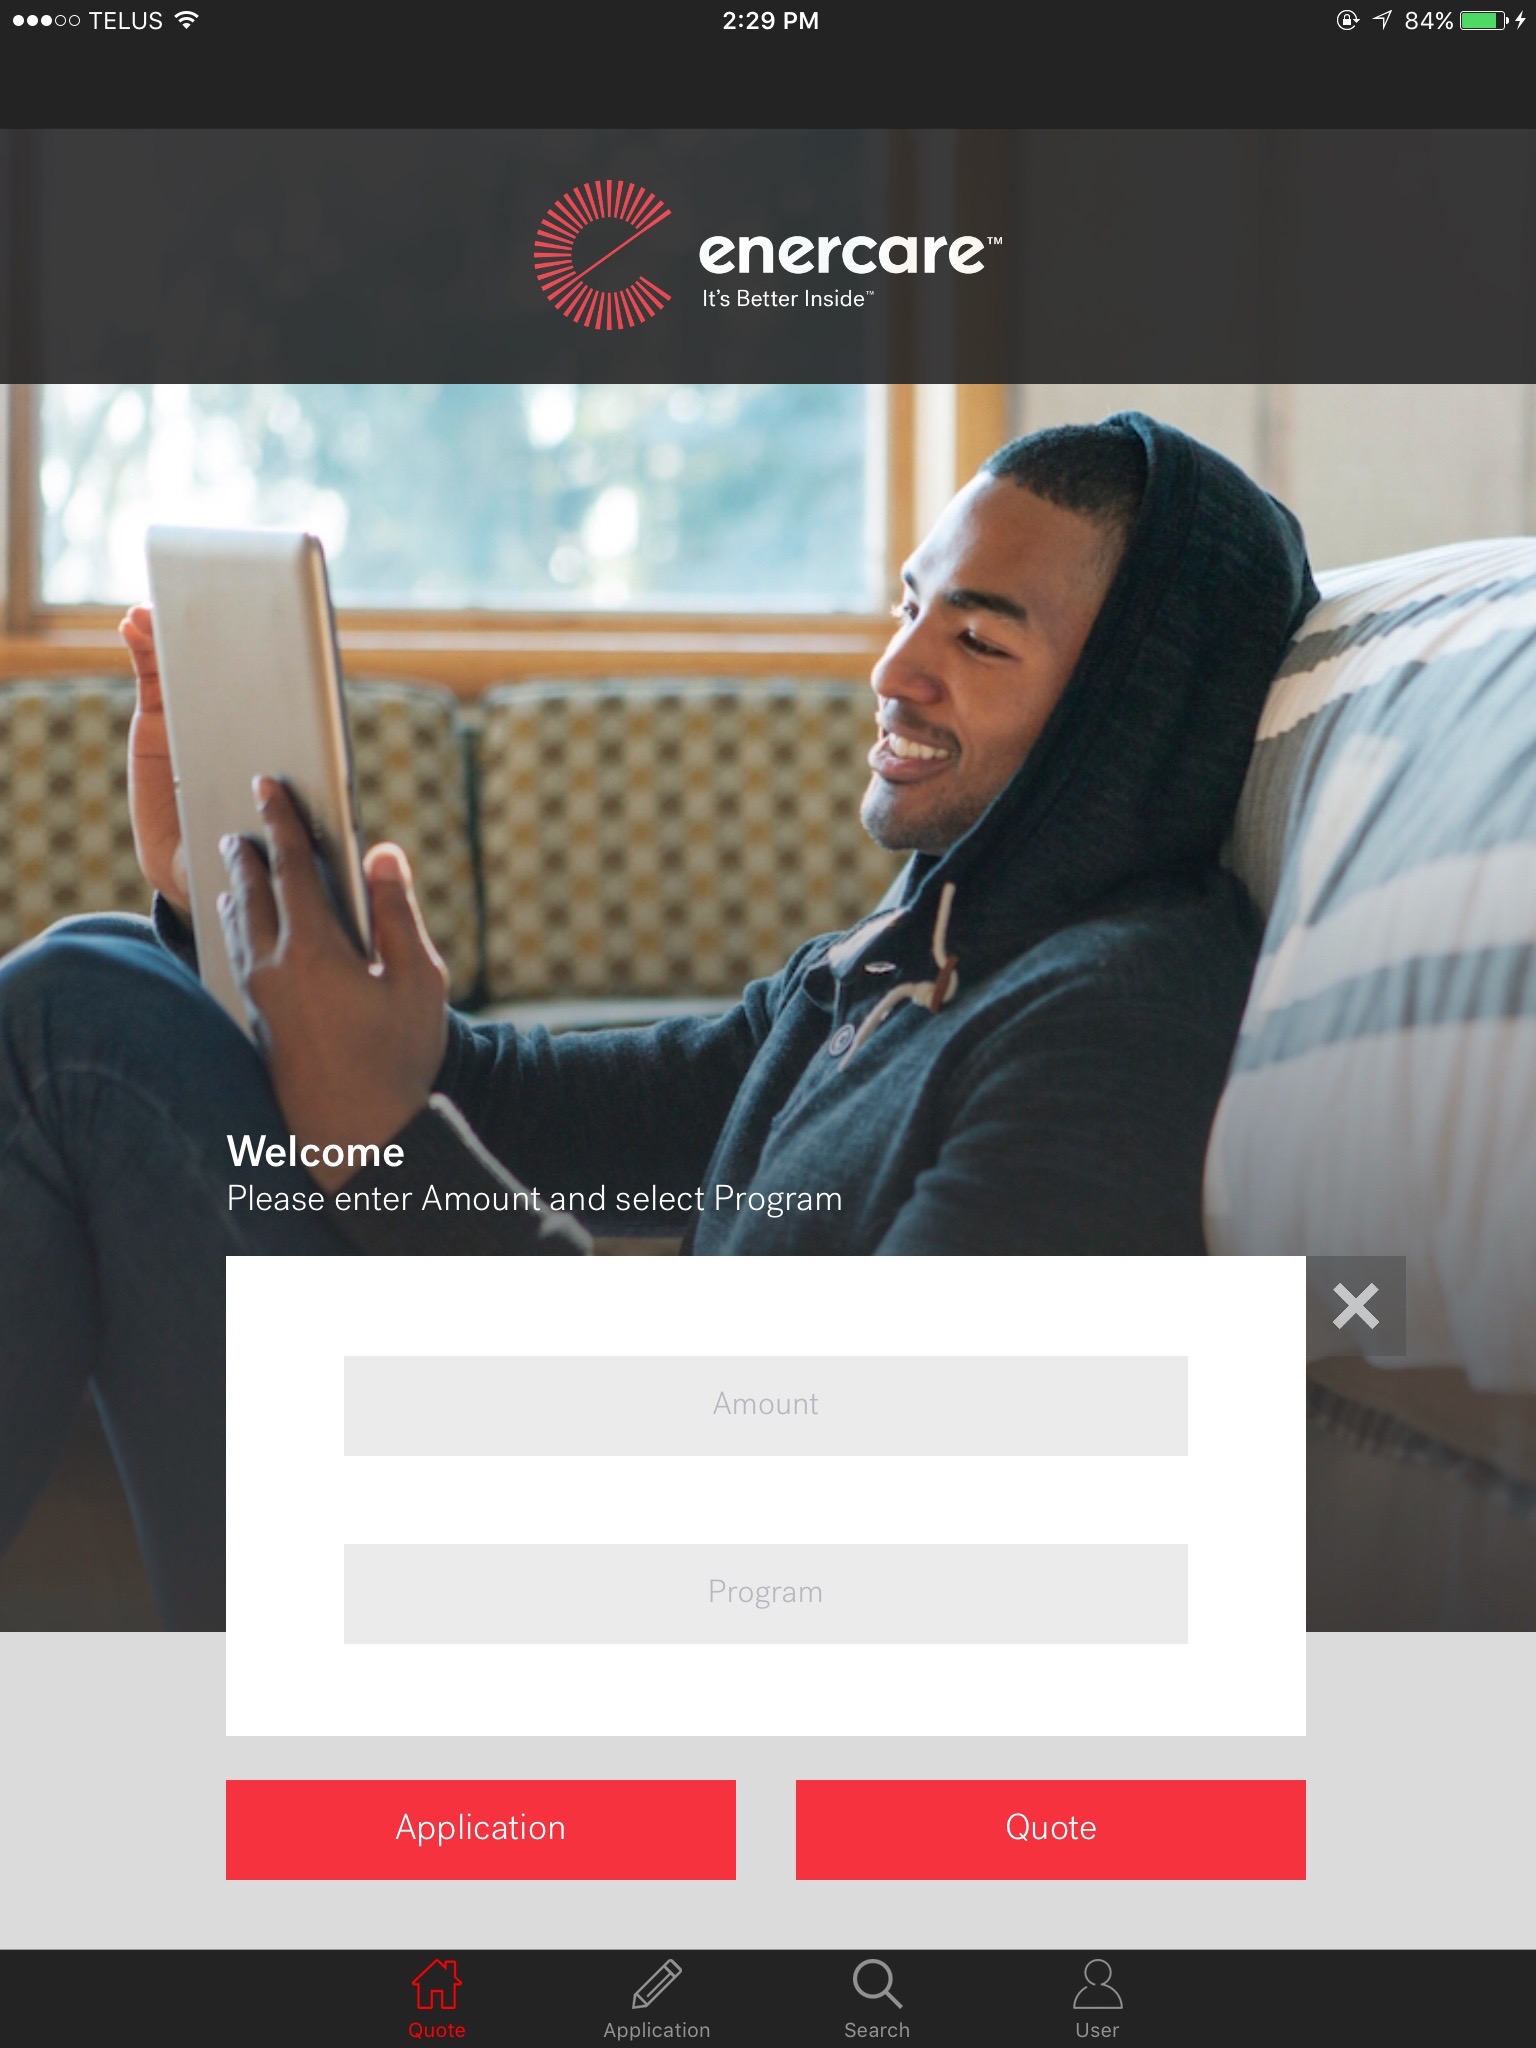 TELUS 2:29 PM 84%
enercare™
It's Better Inside™
Welcome
Please enter Amount and select Program
Amount
Program
Application Quote
Quote Application Search User